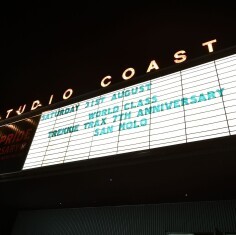 STUDIO COAST
SATURDAY 31ST AUGUST
WORLD CLASS
TREKKIE TRAX 7TH ANNIVERSARY
SAN HOLO